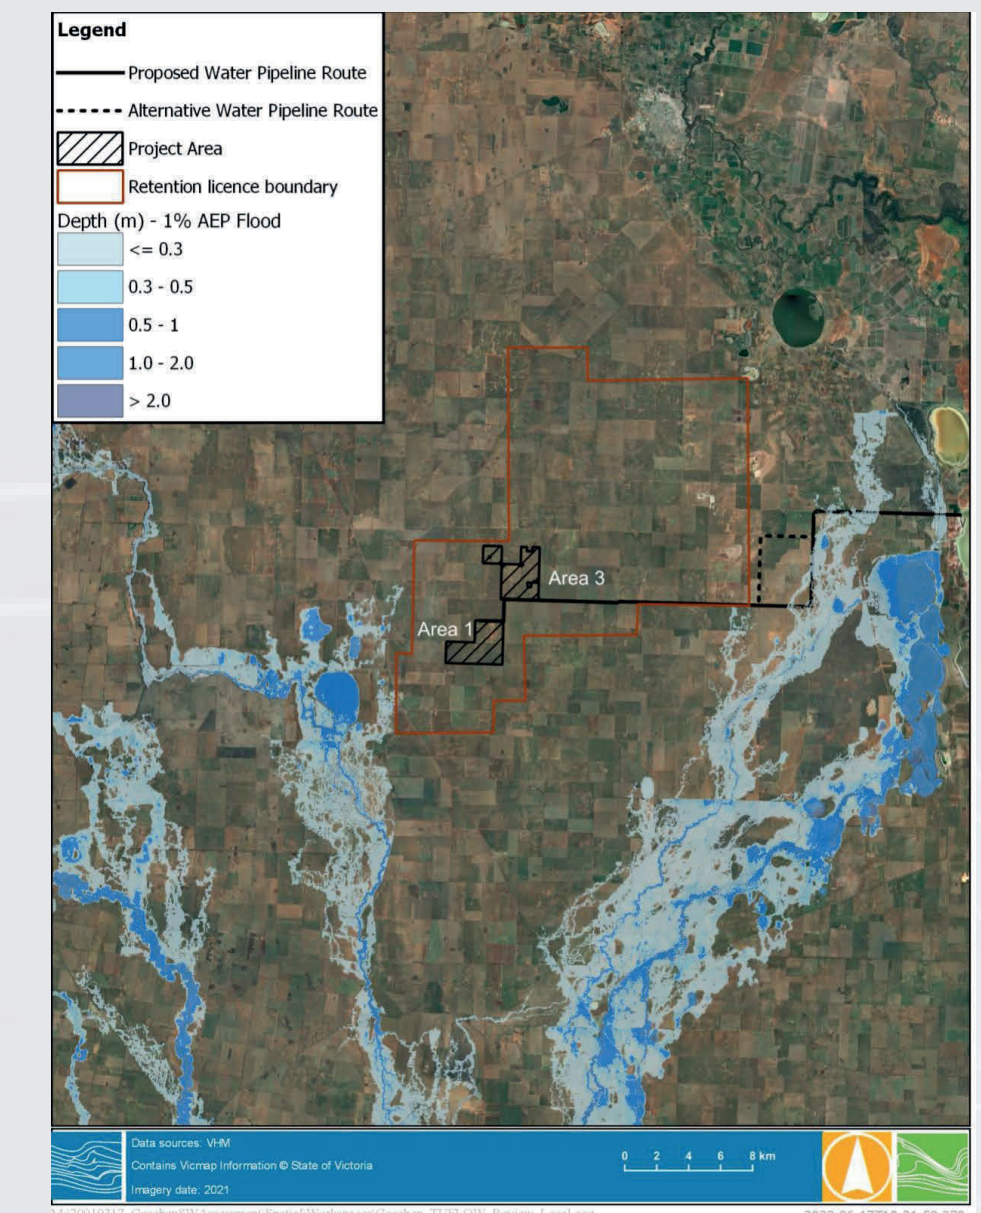 Legend
Proposed Water Pipeline Route
Alternative Water Pipeline Route
Project Area
Retention licence boundary
Depth (m) - 1% AEP Flood
<= 0.3
0.3 - 0.5
0.5 - 1
1.0 - 2.0
> 2.0
Area 3
Area 1
Data sources: VHM
Contains Vicmap Information © State of Victoria
Imagery date: 2021
0 2 4 6 8 km